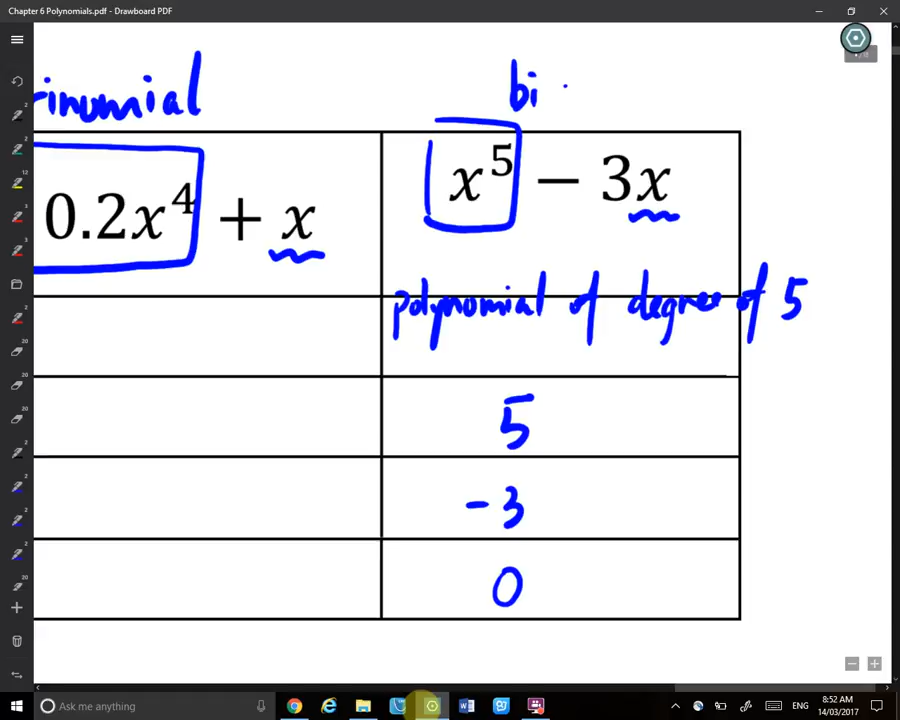 Chapter 6 Polynomials.pdf - Drawboard PDF
rinomial
bi
0.2x⁴ + x
x⁵ − 3x
polynomial of degree of 5
5
-3
0
Ask me anything
ENG
8:52 AM
14/03/2017